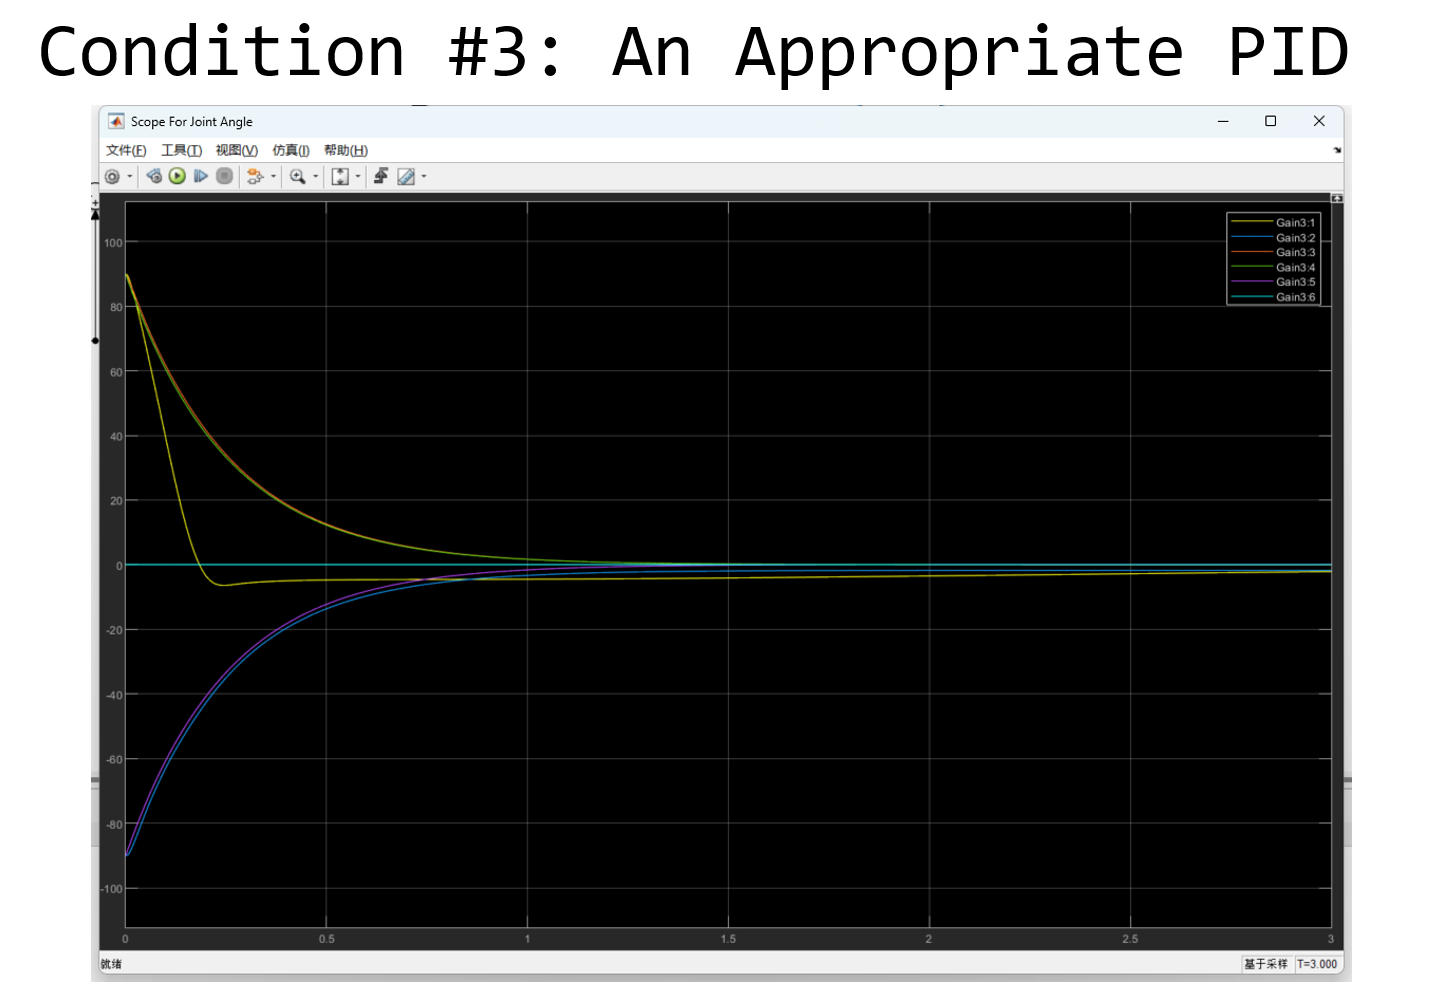 Condition #3: An Appropriate PID
Scope For Joint Angle
文件(F) 工具(T) 视图(V) 仿真(I) 帮助(H)
Gain3:1
Gain3:2
Gain3:3
Gain3:4
Gain3:5
Gain3:6
100
80
60
40
20
0
-20
-40
-60
-80
-100
0 0.5 1 1.5 2 2.5 3
就绪 基于采样 T=3.000